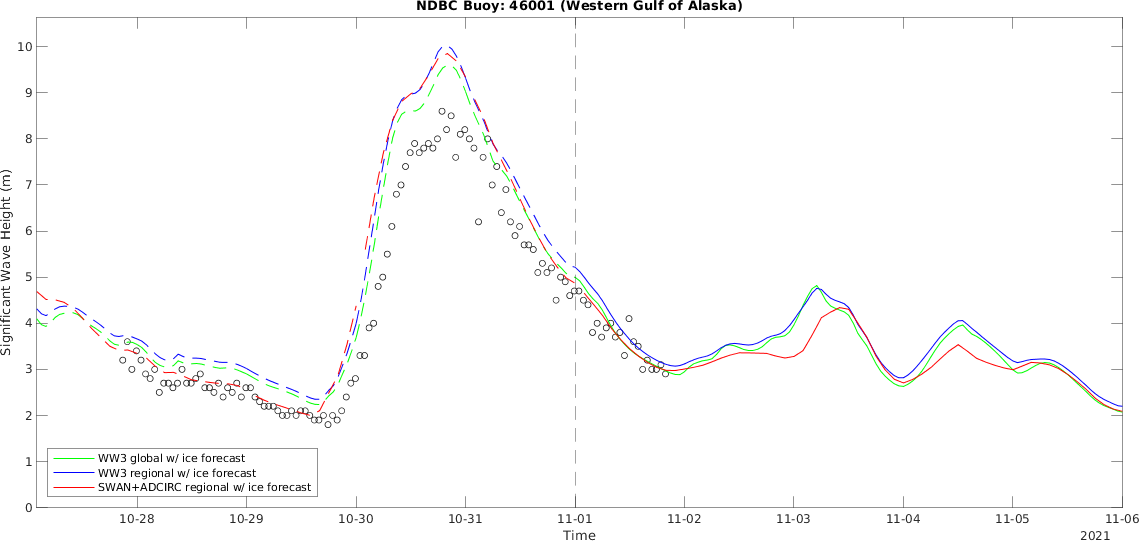 NDBC Buoy: 46001 (Western Gulf of Alaska)
Significant Wave Height (m)
10
9
8
7
6
5
4
3
2
1
0
WW3 global w/ ice forecast
WW3 regional w/ ice forecast
SWAN+ADCIRC regional w/ ice forecast
10-28 10-29 10-30 10-31 11-01 11-02 11-03 11-04 11-05 11-06
Time
2021